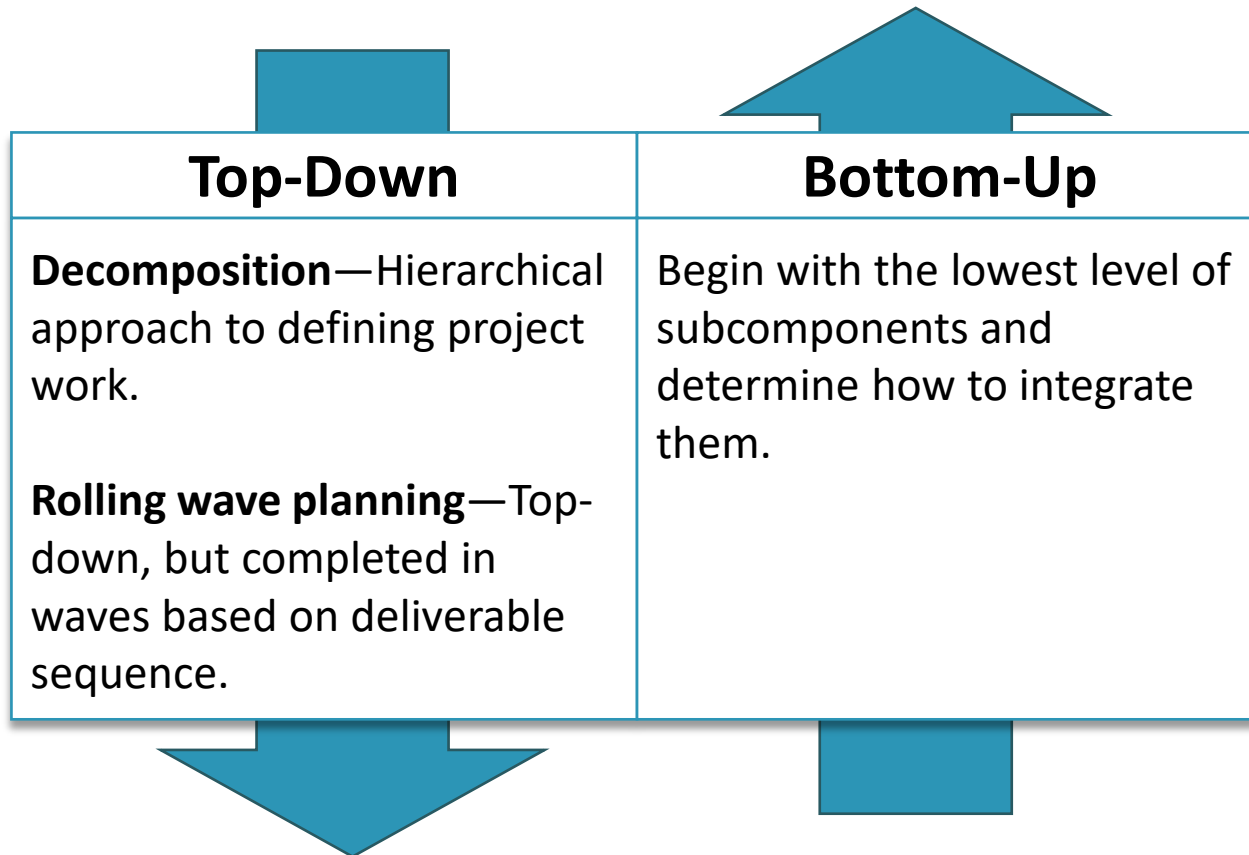 Top-Down
Bottom-Up
Decomposition—Hierarchical
approach to defining project
work.
Rolling wave planning—Top-
down, but completed in
waves based on deliverable
sequence.
Begin with the lowest level of
subcomponents and
determine how to integrate
them.